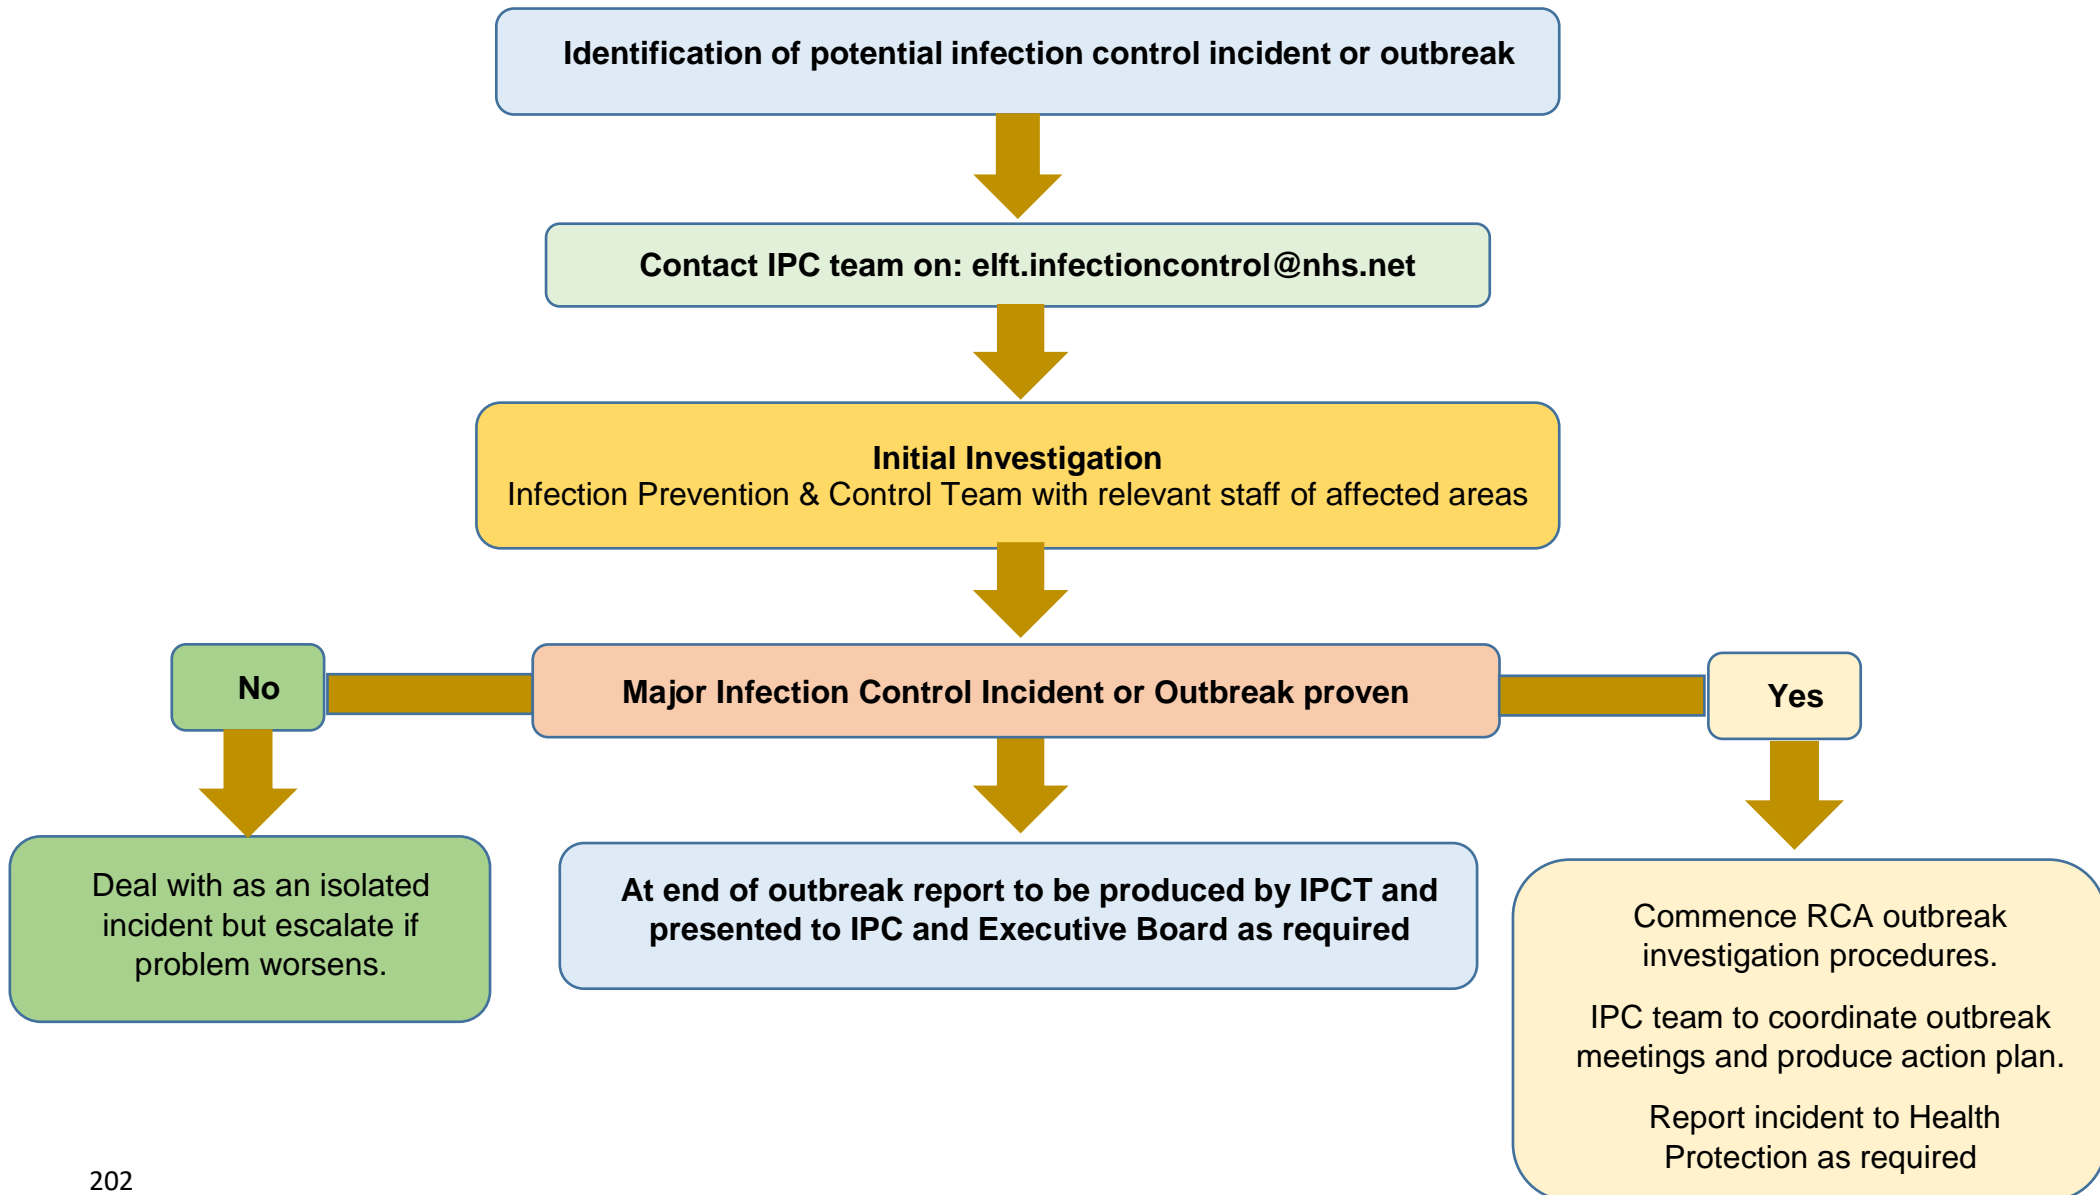 Identification of potential infection control incident or outbreak
Contact IPC team on: elft.infectioncontrol@nhs.net
Initial Investigation
Infection Prevention & Control Team with relevant staff of affected areas
No
Major Infection Control Incident or Outbreak proven
Yes
Deal with as an isolated
incident but escalate if
problem worsens.
At end of outbreak report to be produced by IPCT and
presented to IPC and Executive Board as required
Commence RCA outbreak
investigation procedures.
IPC team to coordinate outbreak
meetings and produce action plan.
Report incident to Health
Protection as required
202